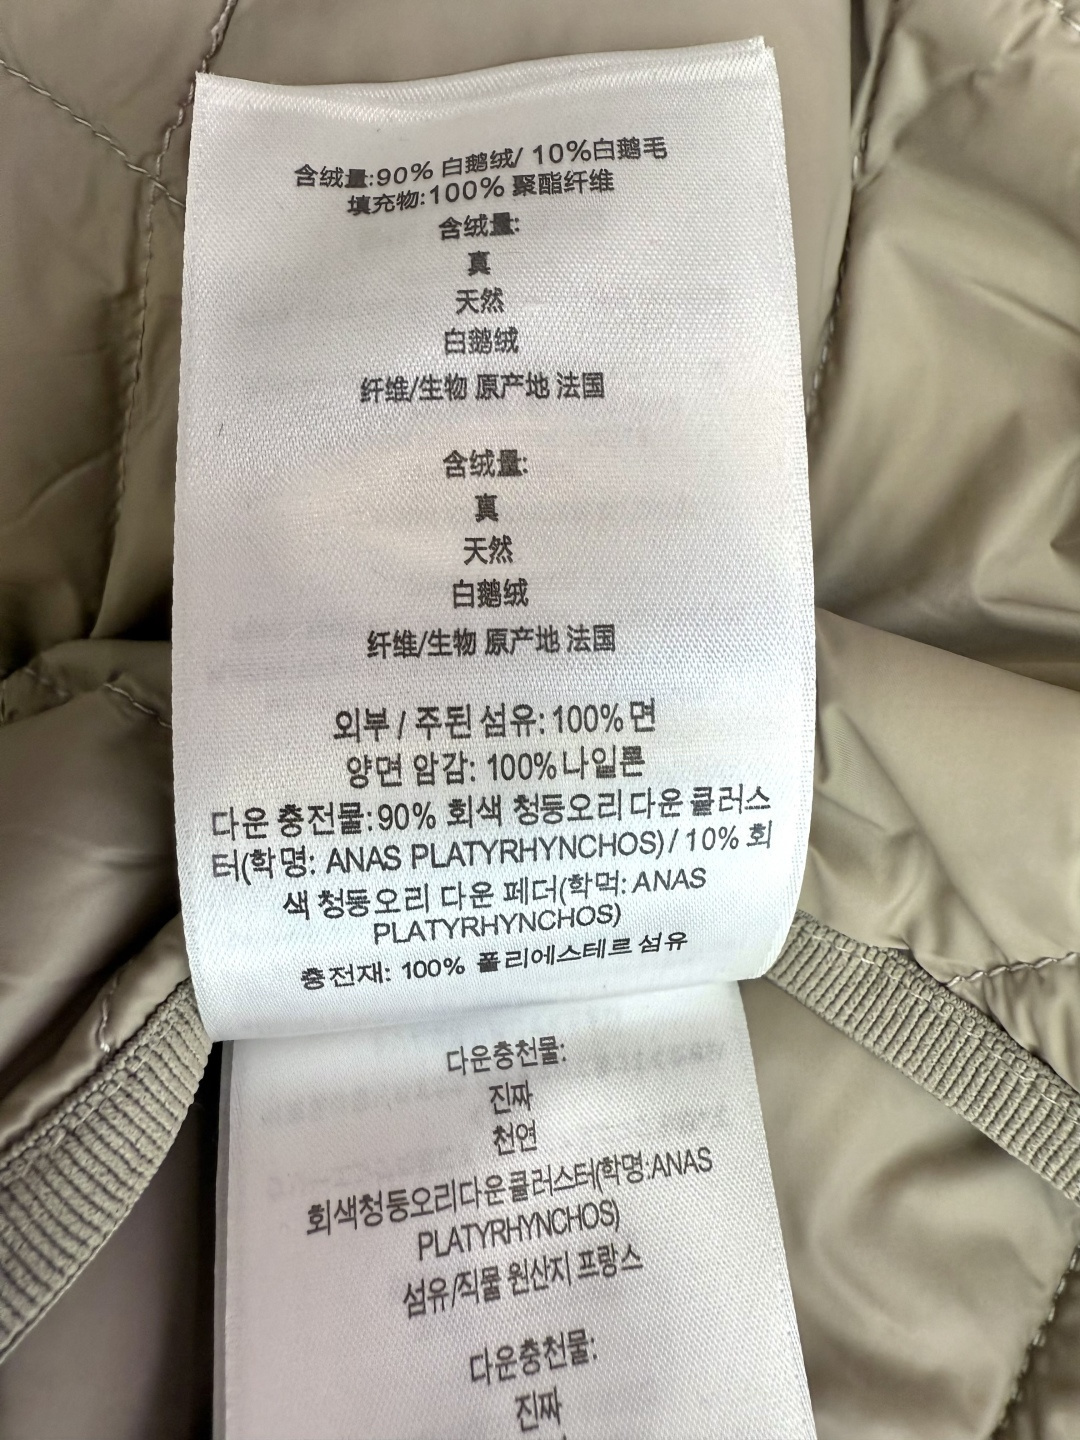 含绒量:90% 白鹅绒/ 10%白鹅毛
填充物:100% 聚酯纤维
含绒量:
真
天然
白鹅绒
纤维/生物 原产地 法国
含绒量:
真
天然
白鹅绒
纤维/生物 原产地 法国
외부 / 주된 섬유: 100% 면
양면 암감: 100%나일론
다운 충전물:90% 회색 청둥오리 다운 클러스
터(학명: ANAS PLATYRHYNCHOS) / 10% 회
색 청둥오리 다운 페더(학먹: ANAS
PLATYRHYNCHOS)
충전재: 100% 폴리에스테르 섬유
다운충천물:
진짜
천연
회색청둥오리다운클러스터(학명:ANAS
PLATYRHYNCHOS)
섬유/직물 원산지 프랑스
다운충천물:
진짜